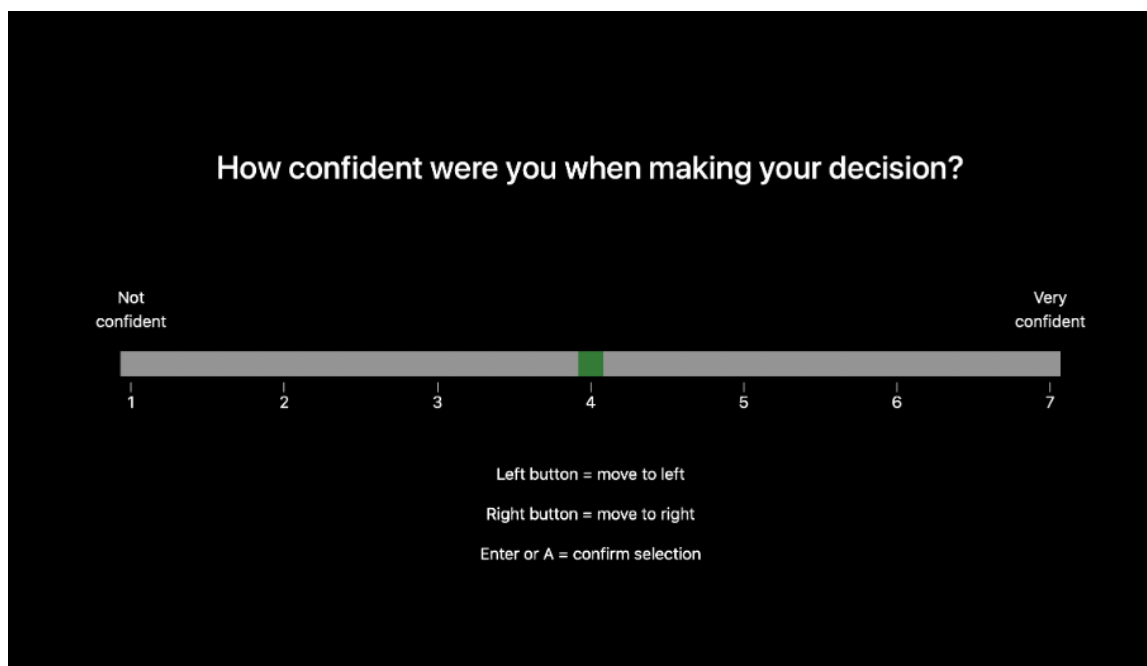 How confident were you when making your decision?
Not
confident
Very
confident
1 2 3 4 5 6 7
Left button = move to left
Right button = move to right
Enter or A = confirm selection